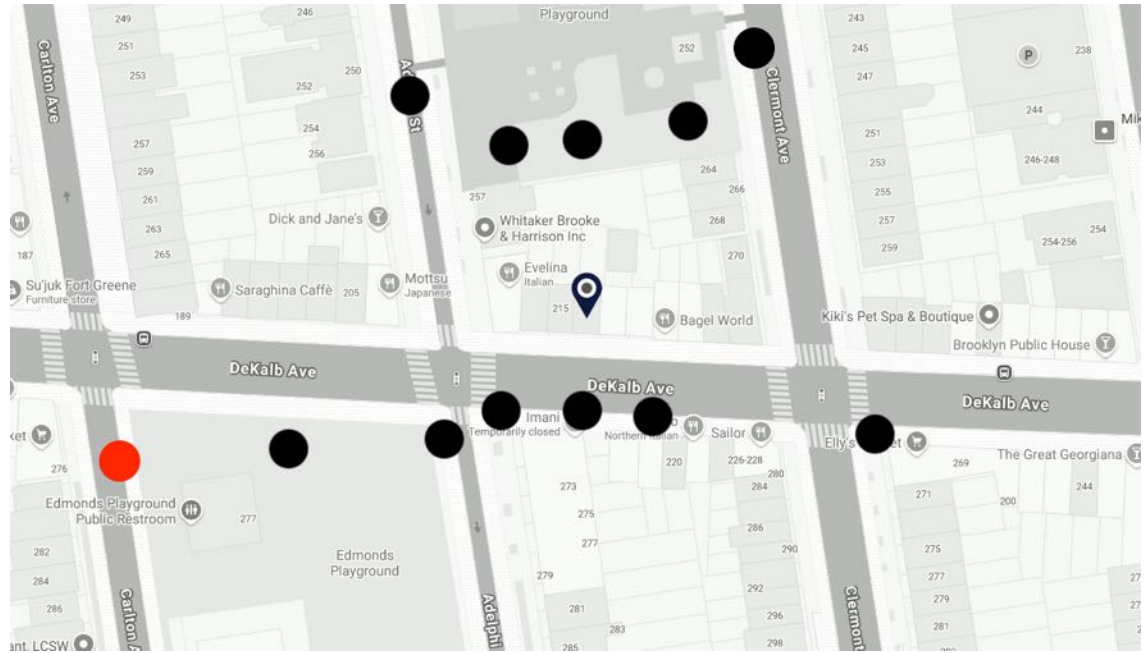 249
251
253
246
250
252
254
256
257
259
261
263
265
Carlton Ave
St
Playground
252
243
245
247
238
P
244
246-248
Mik
Clermont Ave
251
253
255
257
259
254
254-256
264
266
268
270
257
Dick and Jane's
Whitaker Brooke
& Harrison Inc
187
Su'juk Fort Greene
Furniture store
Saraghina Caffè
205
Mottsu
Japanese
Evelina
Italian
215
Bagel World
Kiki's Pet Spa & Boutique
Brooklyn Public House
189
DeKalb Ave
DeKalb Ave
DeKalb Ave
Imani
Temporarily closed
Northern Italian
Sailor
220
226-228
280
ket
276
269
The Great Georgiana
244
Edmonds Playground
Public Restroom
277
Edmonds
Playground
273
275
277
279
281
283
285
284
286
290
292
296
298
271
200
275
277
279
281
282
284
286
ant, LCSW
Carlton A
Adelphi
Clermont